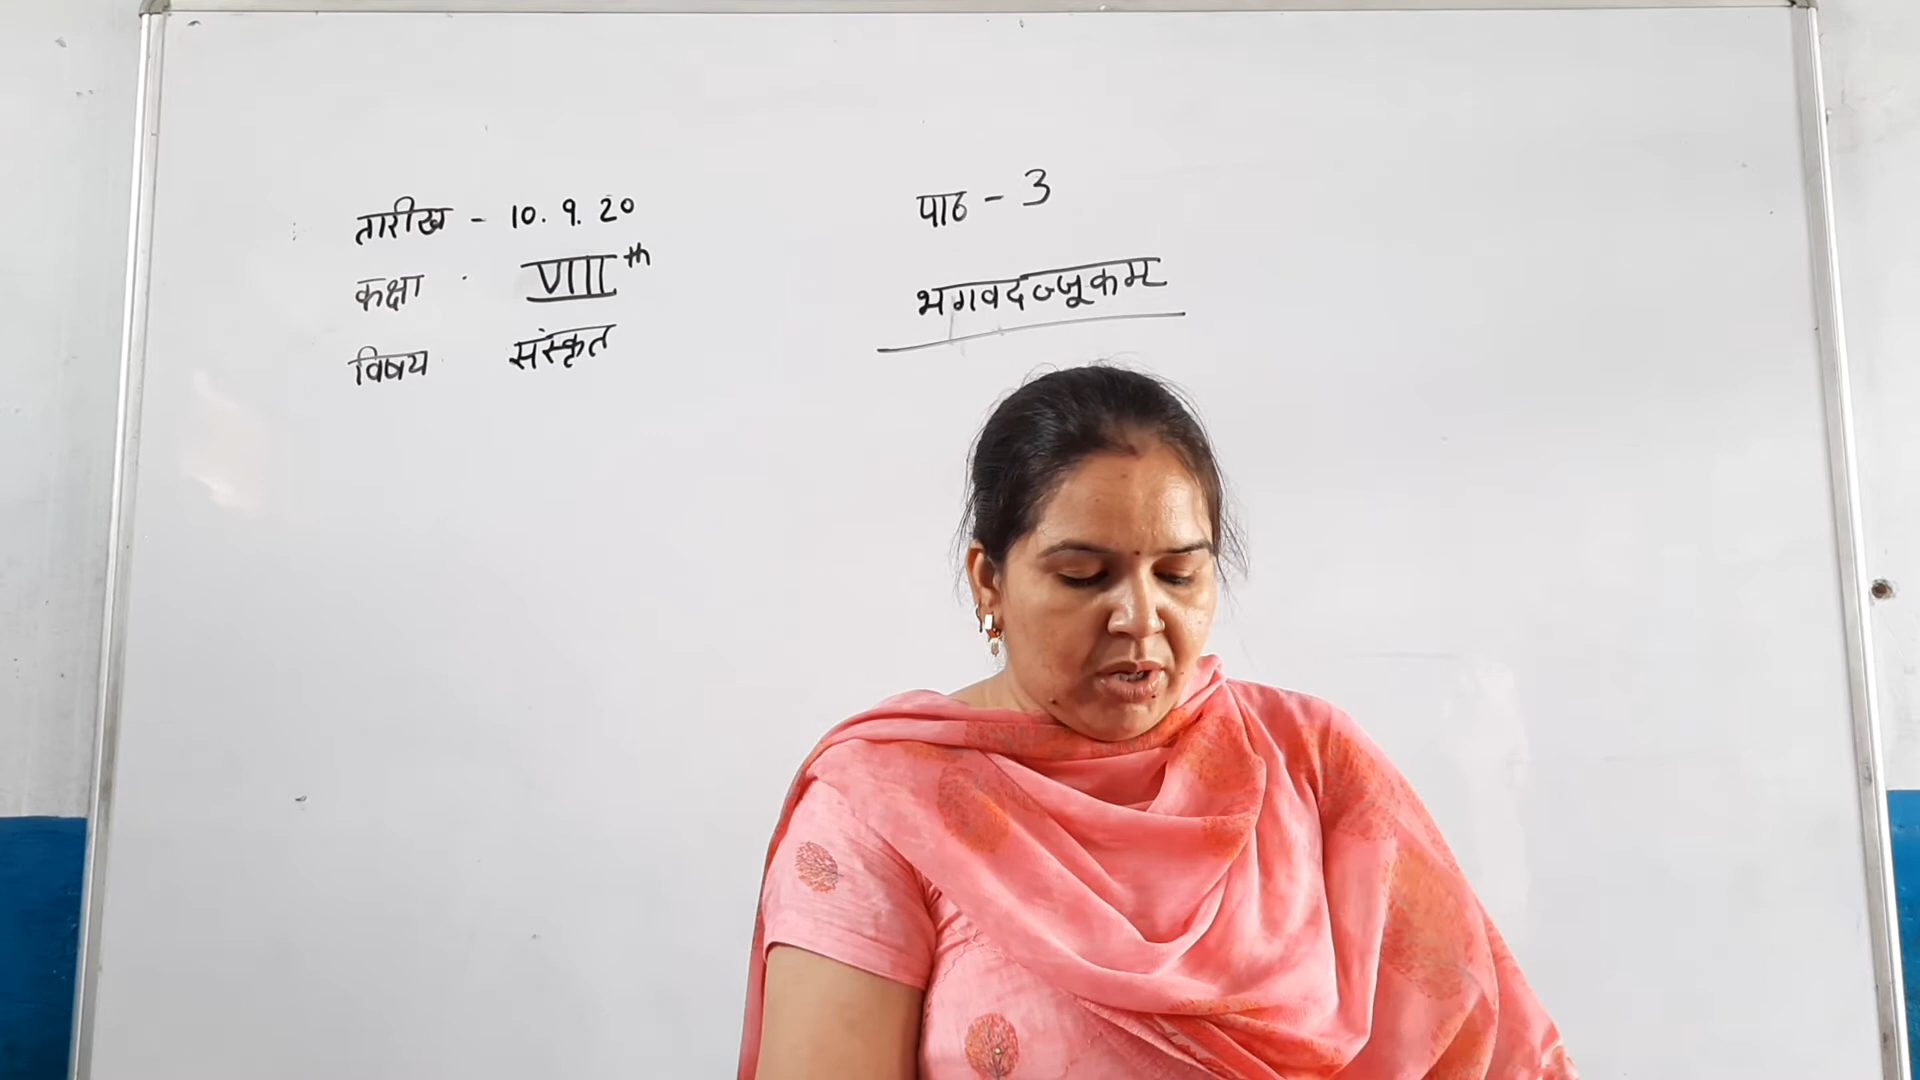 तारीख - 10.9.20
कक्षा . VIII th
विषय संस्कृत
पाठ - 3
भगवदज्जूकम